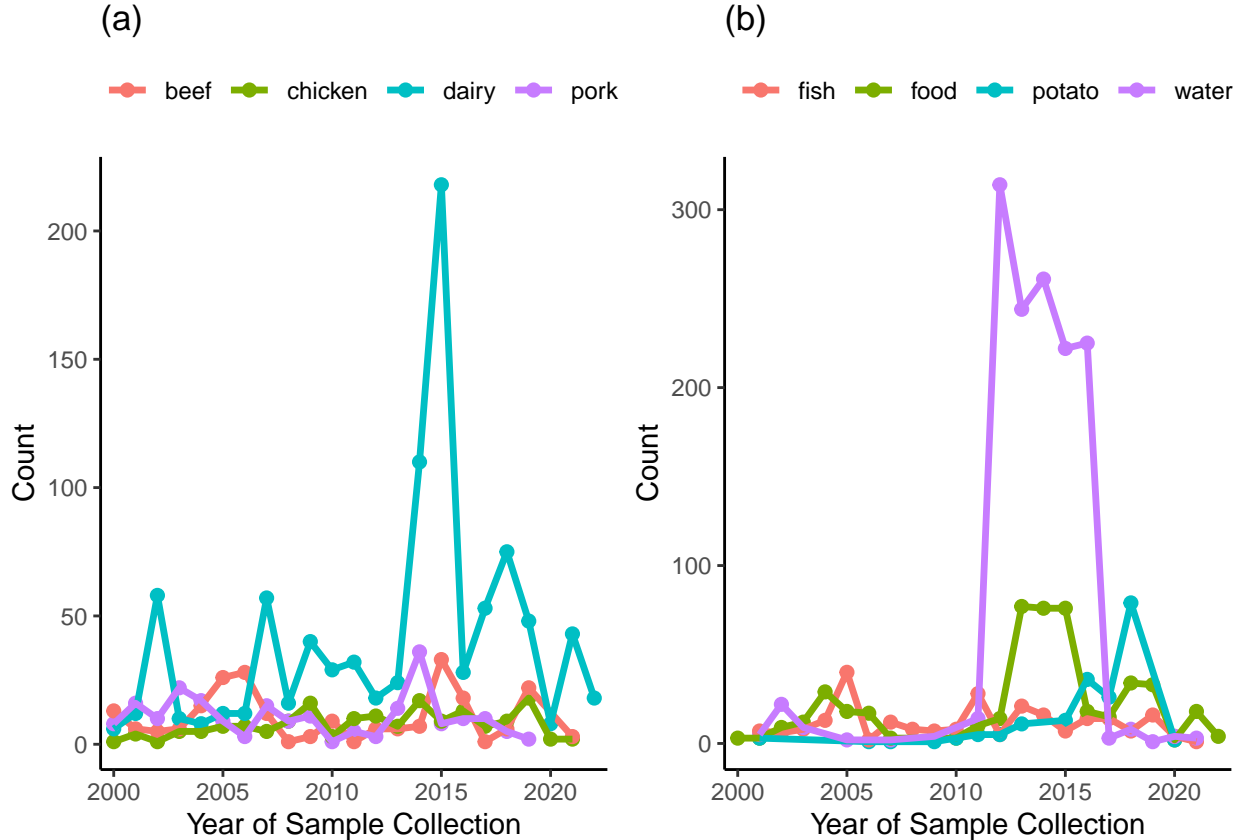 (a)
beef chicken dairy pork
200
150
100
50
0
Count
2000 2005 2010 2015 2020
Year of Sample Collection
(b)
fish food potato water
300
200
100
0
Count
2000 2005 2010 2015 2020
Year of Sample Collection